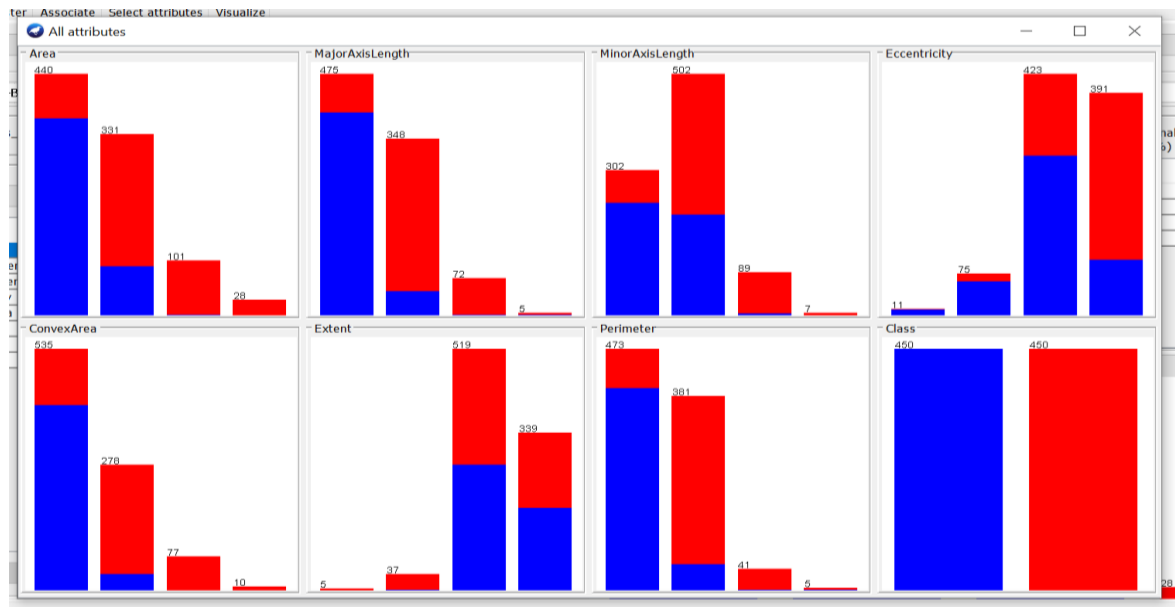 ter Associate Select attributes Visualize
All attributes
Area MajorAxisLength MinorAxisLength Eccentricity
440 475 502 423
391
331 348
302
101 72 89 75
28 5 7 11
ConvexArea Extent Perimeter Class
535 519 473 450 450
381
339
278
77 37 41
10 5 5
28